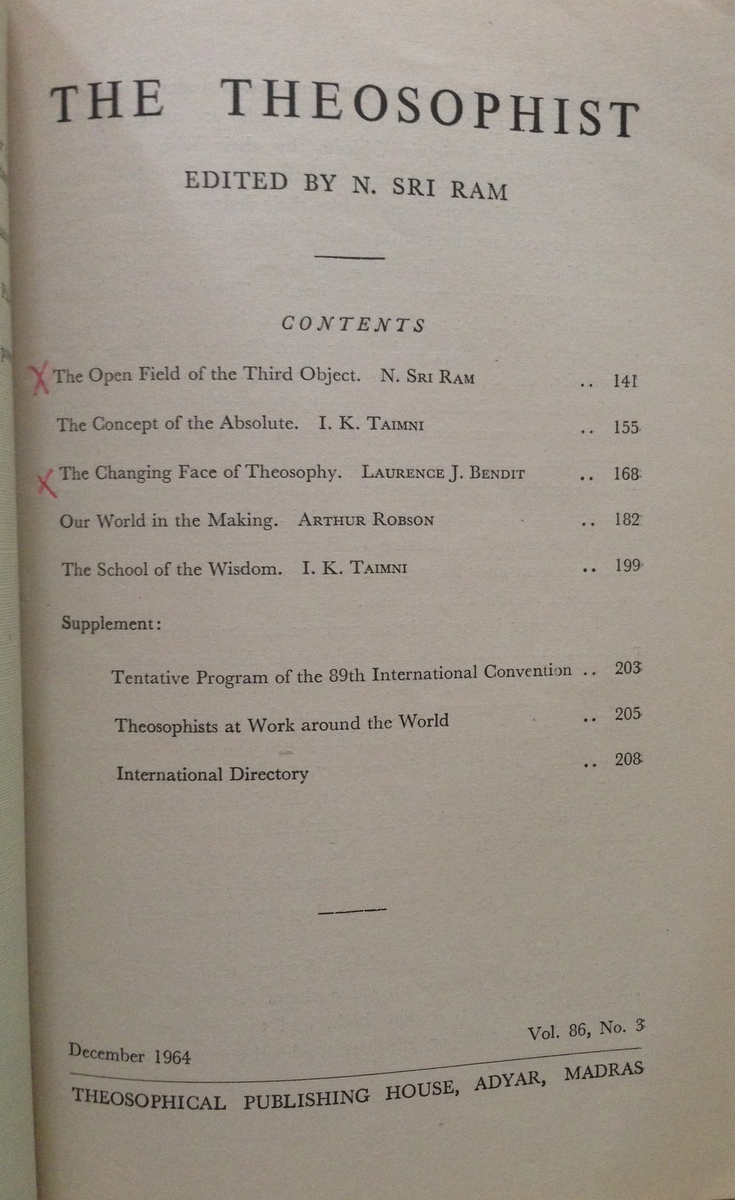 THE THEOSOPHIST
EDITED BY N. SRI RAM
CONTENTS
X The Open Field of the Third Object. N. SRI RAM .. 141
The Concept of the Absolute. I. K. TAIMNI .. 155
X The Changing Face of Theosophy. LAURENCE J. BENDIT .. 168
Our World in the Making. ARTHUR ROBSON .. 182
The School of the Wisdom. I. K. TAIMNI .. 199
Supplement:
Tentative Program of the 89th International Convention .. 203
Theosophists at Work around the World .. 205
International Directory .. 208
December 1964 Vol. 86, No. 3
THEOSOPHICAL PUBLISHING HOUSE, ADYAR, MADRAS